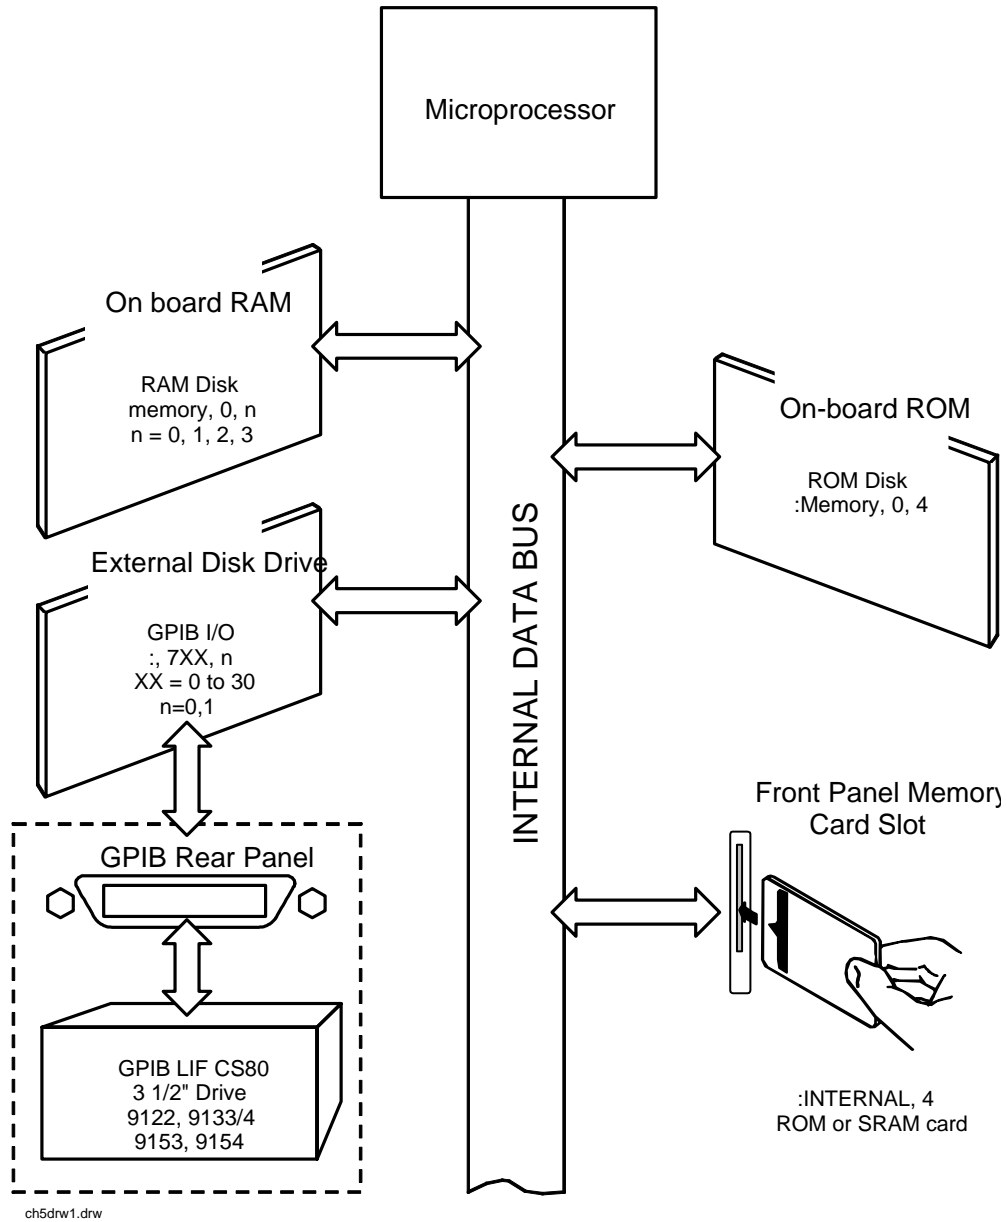 Microprocessor
On board RAM
RAM Disk
memory, 0, n
n = 0, 1, 2, 3
On-board ROM
ROM Disk
:Memory, 0, 4
External Disk Drive
GPIB I/O
:, 7XX, n
XX = 0 to 30
n=0,1
INTERNAL DATA BUS
Front Panel Memory
Card Slot
GPIB Rear Panel
GPIB LIF CS80
3 1/2" Drive
9122, 9133/4
9153, 9154
:INTERNAL, 4
ROM or SRAM card
ch5drw1.drw